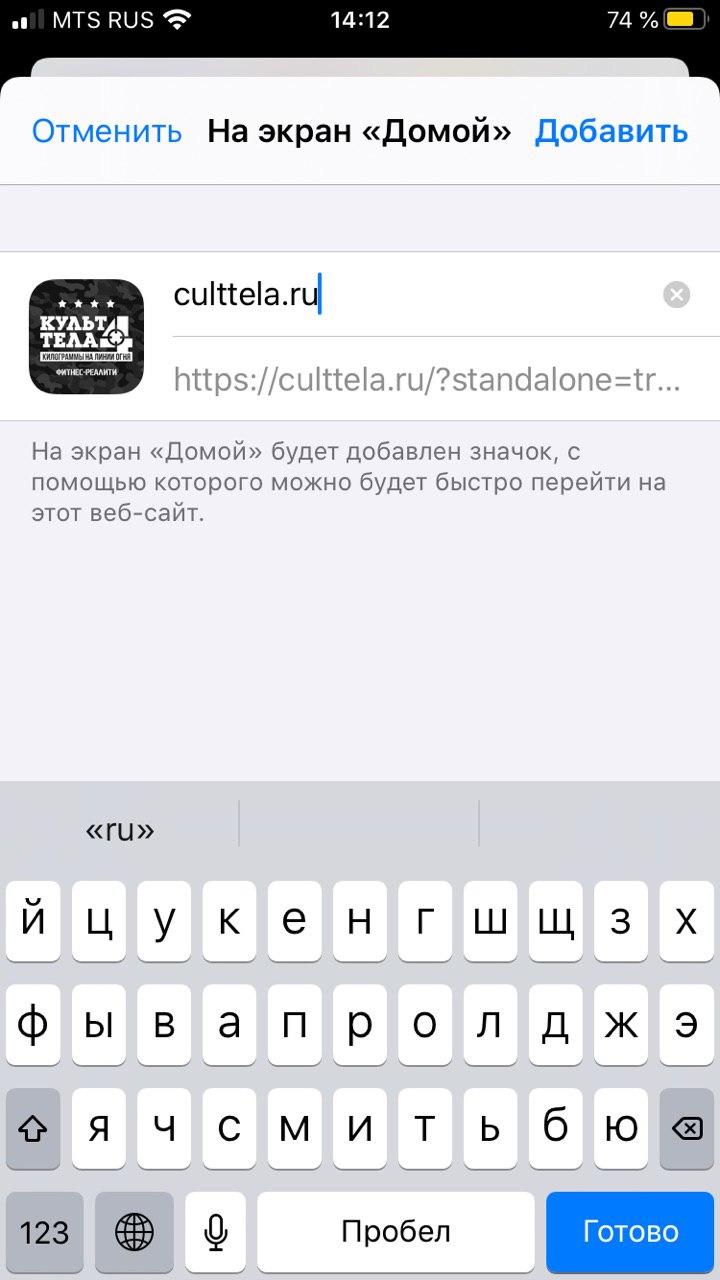 MTS RUS 14:12 74 %
Отменить На экран «Домой» Добавить
culttela.ru
https://culttela.ru/?standalone=tr...
КУЛЬТ
ТЕЛА 4
КИЛОГРАММЫ НА ЛИНИИ ОГНЯ
ФИТНЕС-РЕАЛИТИ
На экран «Домой» будет добавлен значок, с
помощью которого можно будет быстро перейти на
этот веб-сайт.
«ru»
й ц у к е н г ш щ з х
ф ы в а п р о л д ж э
я ч с м и т ь б ю
123 Пробел Готово